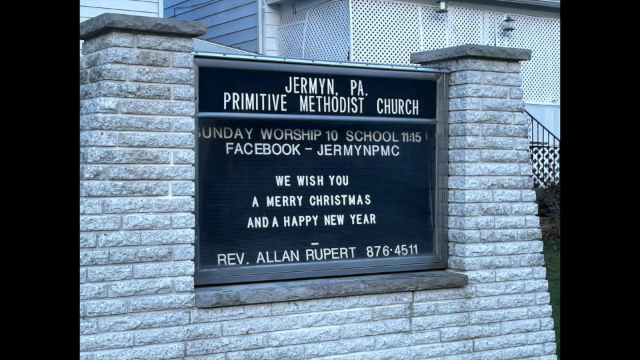 JERMYN, PA.
PRIMITIVE METHODIST CHURCH
SUNDAY WORSHIP 10 SCHOOL 11:15
FACEBOOK - JERMYNPMC
WE WISH YOU
A MERRY CHRISTMAS
AND A HAPPY NEW YEAR
REV. ALLAN RUPERT 876-4511